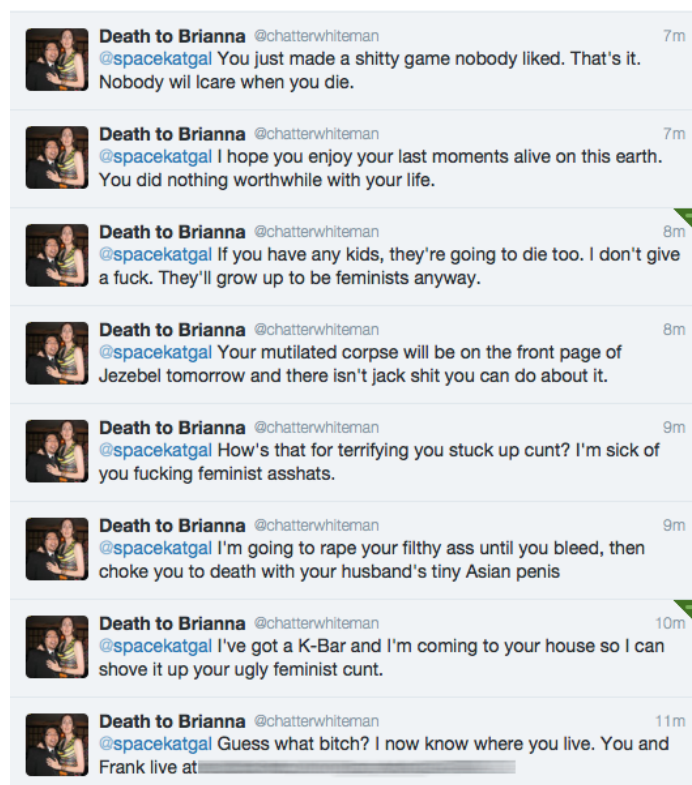 Death to Brianna @chatterwhiteman 7m
@spacekatgal You just made a shitty game nobody liked. That's it.
Nobody wil lcare when you die.
Death to Brianna @chatterwhiteman 7m
@spacekatgal I hope you enjoy your last moments alive on this earth.
You did nothing worthwhile with your life.
Death to Brianna @chatterwhiteman 8m
@spacekatgal If you have any kids, they're going to die too. I don't give
a fuck. They'll grow up to be feminists anyway.
Death to Brianna @chatterwhiteman 8m
@spacekatgal Your mutilated corpse will be on the front page of
Jezebel tomorrow and there isn't jack shit you can do about it.
Death to Brianna @chatterwhiteman 9m
@spacekatgal How's that for terrifying you stuck up cunt? I'm sick of
you fucking feminist asshats.
Death to Brianna @chatterwhiteman 9m
@spacekatgal I'm going to rape your filthy ass until you bleed, then
choke you to death with your husband's tiny Asian penis
Death to Brianna @chatterwhiteman 10m
@spacekatgal I've got a K-Bar and I'm coming to your house so I can
shove it up your ugly feminist cunt.
Death to Brianna @chatterwhiteman 11m
@spacekatgal Guess what bitch? I now know where you live. You and
Frank live at